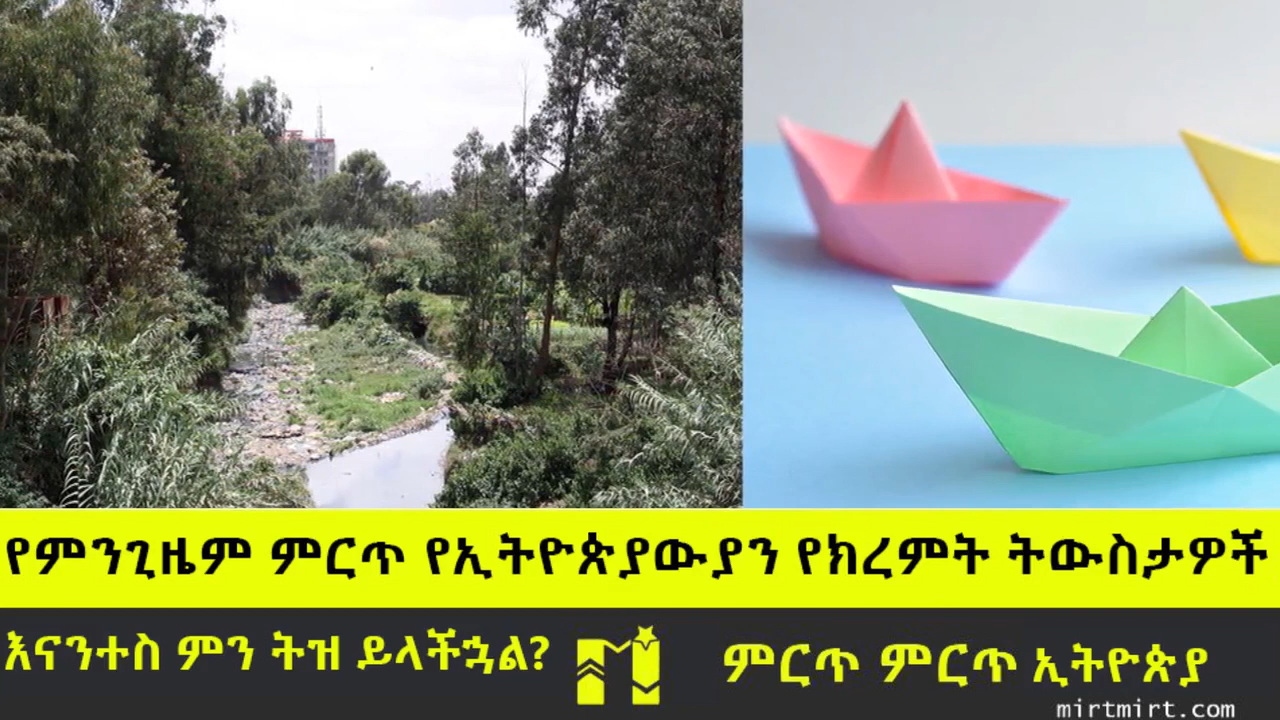 የምንጊዜም ምርጥ የኢትዮጵያውያን የክረምት ትውስታዎች
እናንተስ ምን ትዝ ይላችኋል?
ምርጥ ምርጥ ኢትዮጵያ
mirtmirt.com